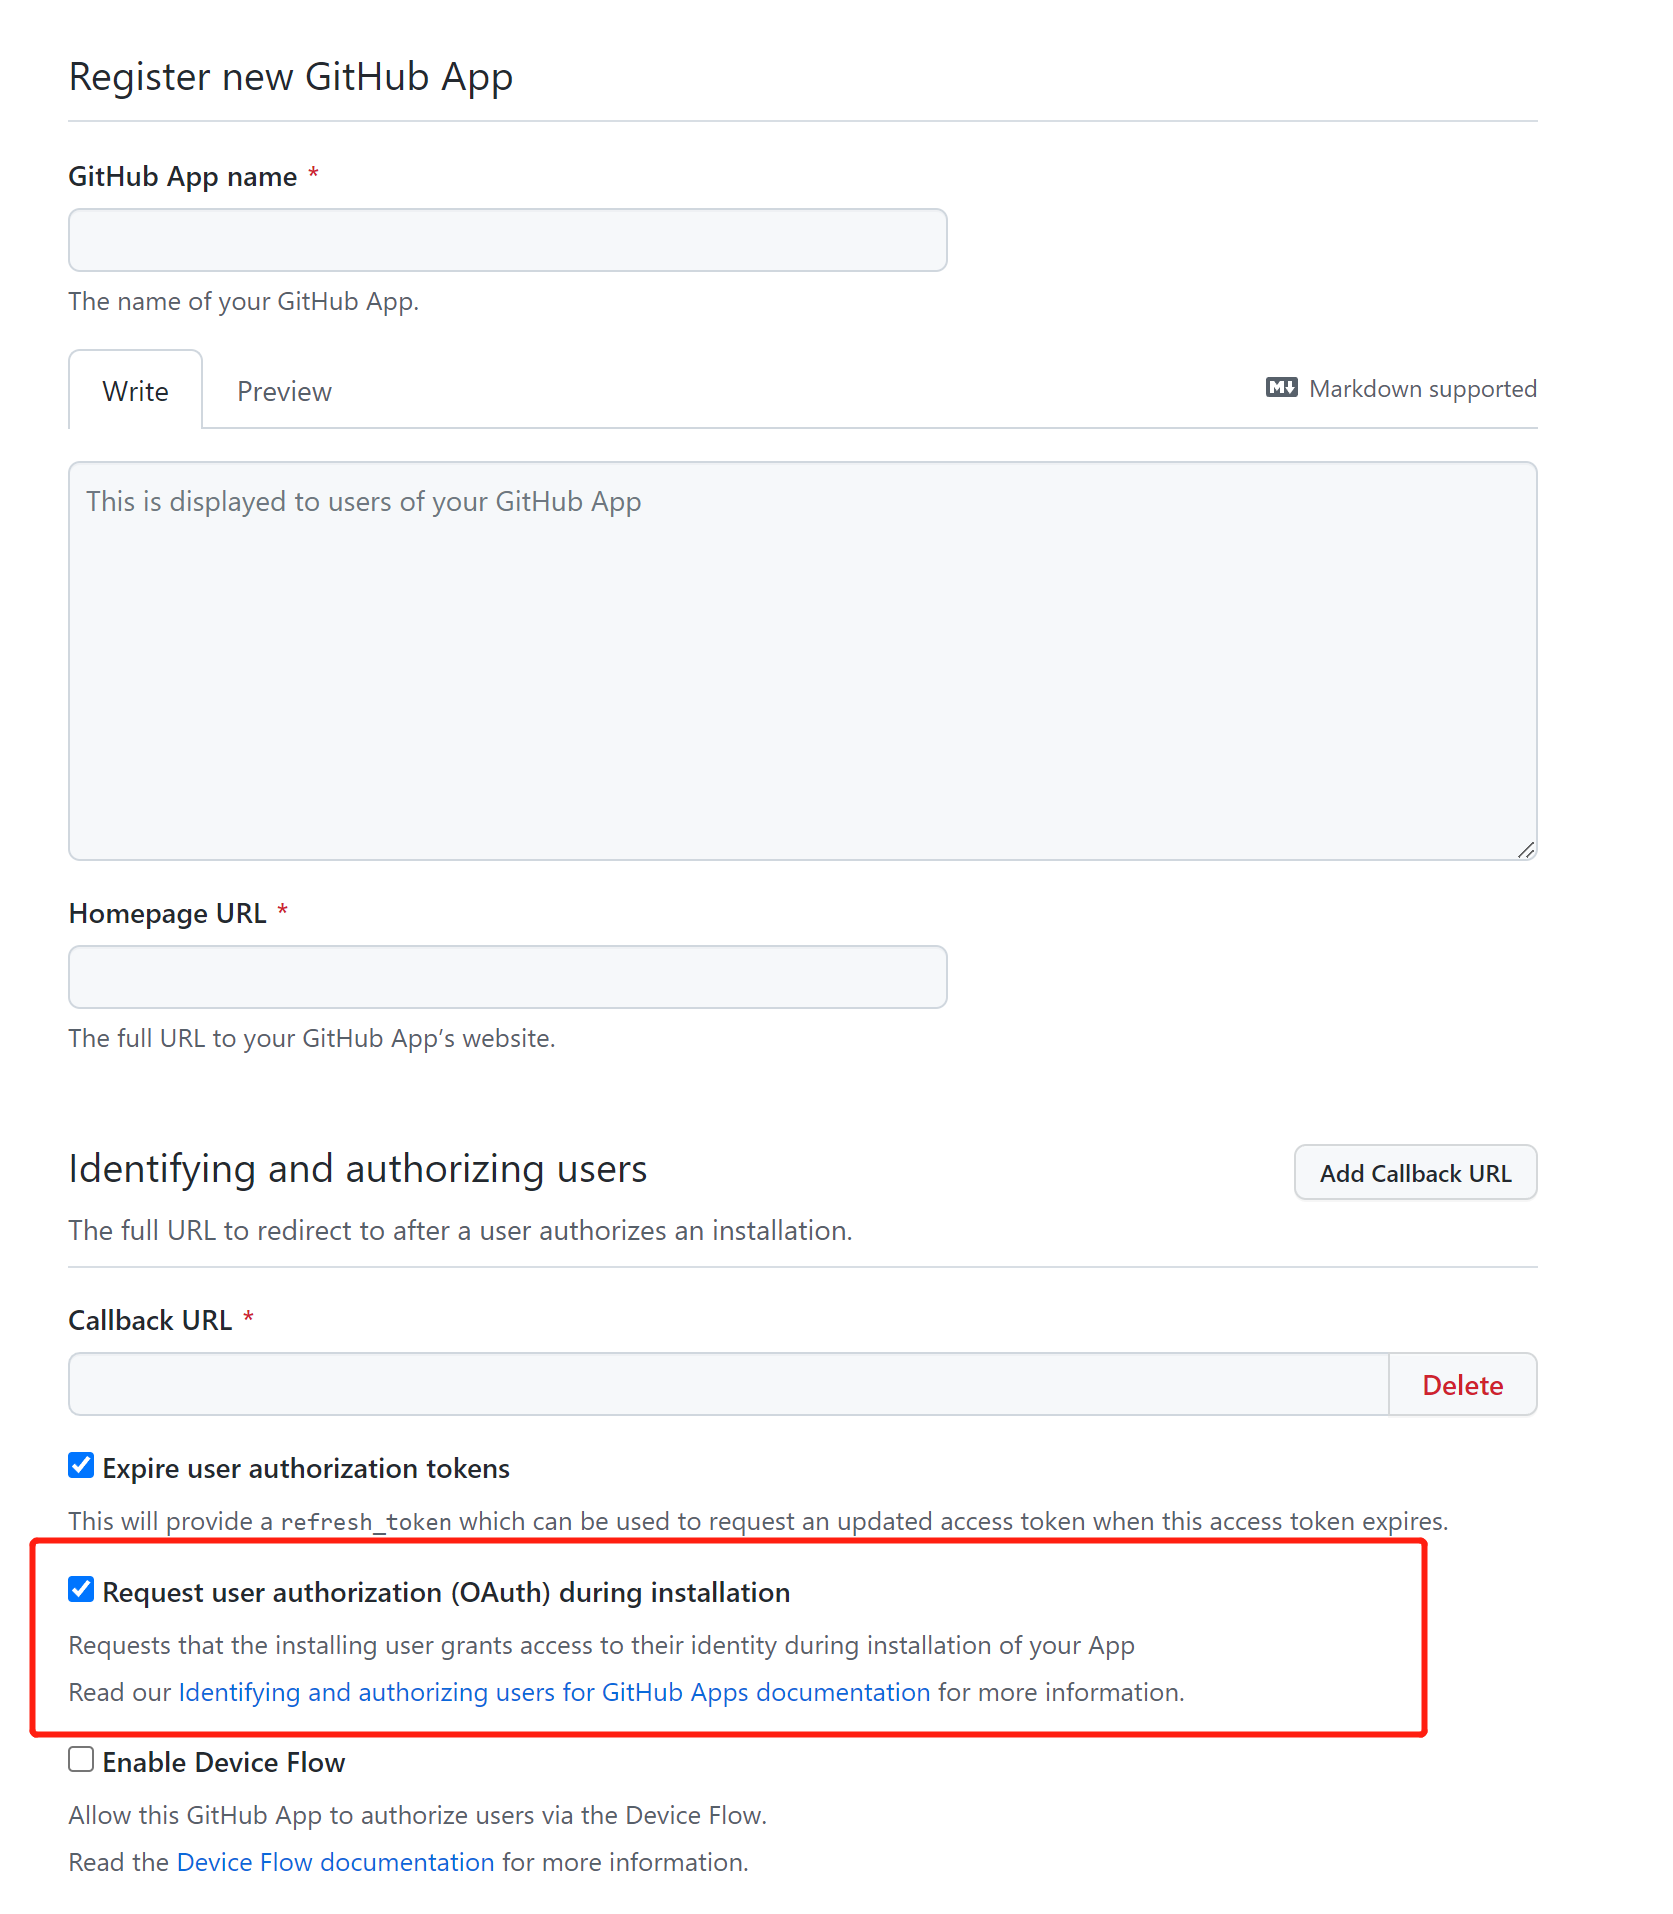 Register new GitHub App
GitHub App name *
The name of your GitHub App.
Write Preview Markdown supported
This is displayed to users of your GitHub App
Homepage URL *
The full URL to your GitHub App’s website.
Identifying and authorizing users Add Callback URL
The full URL to redirect to after a user authorizes an installation.
Callback URL *
Delete
Expire user authorization tokens
This will provide a refresh_token which can be used to request an updated access token when this access token expires.
Request user authorization (OAuth) during installation
Requests that the installing user grants access to their identity during installation of your App
Read our Identifying and authorizing users for GitHub Apps documentation for more information.
Enable Device Flow
Allow this GitHub App to authorize users via the Device Flow.
Read the Device Flow documentation for more information.